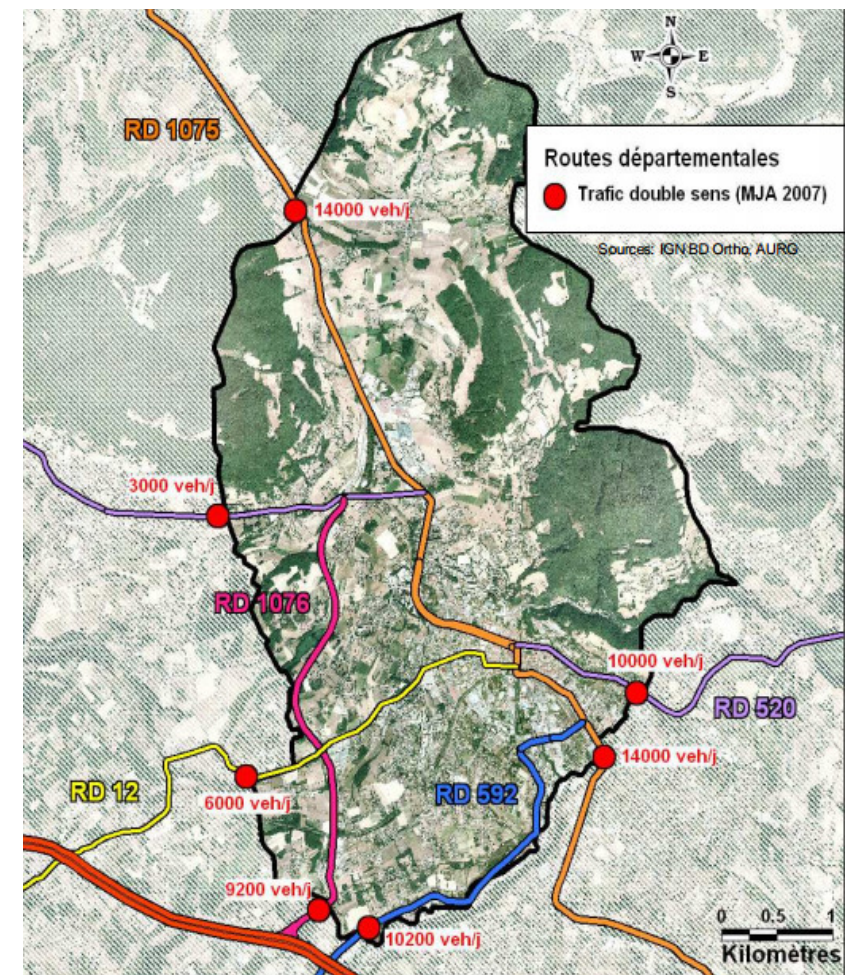 N
W E
S
RD 1075
Routes départementales
Trafic double sens (MJA 2007)
14000 veh/j
Sources: IGN BD Ortho, AURG
3000 veh/j
RD 1076
10000 veh/j
RD 520
14000 veh/j
RD 12
6000 veh/j
RD 592
9200 veh/j
10200 veh/j
0 0.5 1
Kilomètres